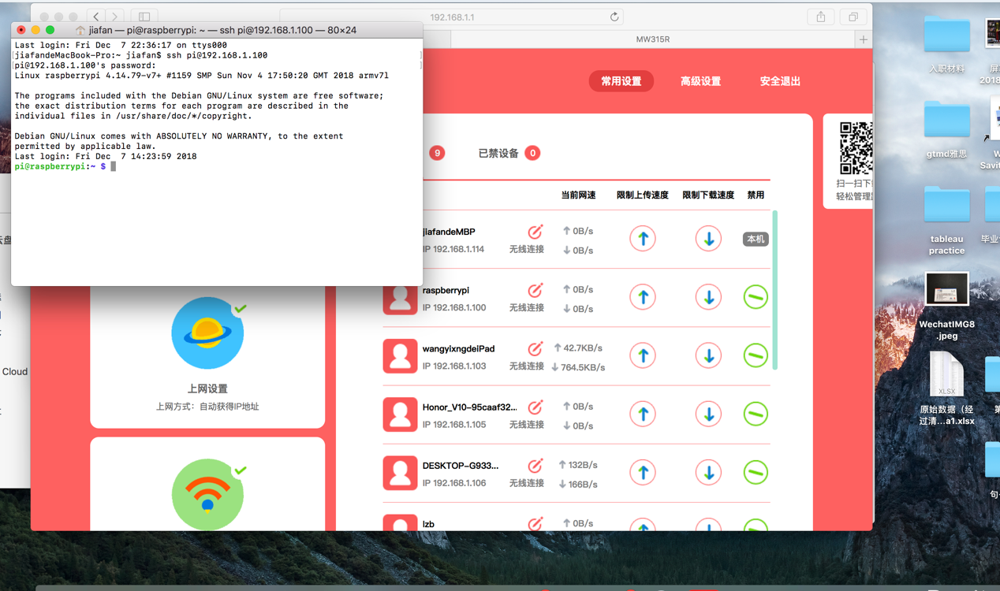 192.168.1.1
jiafan — pi@raspberrypi: ~ — ssh pi@192.168.1.100 — 80×24
MW315R
Last login: Fri Dec  7 22:36:17 on ttys000
[jiafandeMacBook-Pro:~ jiafan$ ssh pi@192.168.1.100 ]
[pi@192.168.1.100's password: ]
Linux raspberrypi 4.14.79-v7+ #1159 SMP Sun Nov 4 17:50:20 GMT 2018 armv7l
The programs included with the Debian GNU/Linux system are free software;
the exact distribution terms for each program are described in the
individual files in /usr/share/doc/*/copyright.
Debian GNU/Linux comes with ABSOLUTELY NO WARRANTY, to the extent
permitted by applicable law.
Last login: Fri Dec  7 14:23:59 2018
pi@raspberrypi:~ $
常用设置 高级设置 安全退出
9 已禁设备 0
当前网速 限制上传速度 限制下载速度 禁用
jiafandeMBP
IP 192.168.1.114
无线连接
0B/s
0B/s
本机
raspberrypi
IP 192.168.1.100
无线连接
0B/s
0B/s
wangyixngdeiPad
IP 192.168.1.103
无线连接
42.7KB/s
764.5KB/s
Honor_V10-95caaf32...
IP 192.168.1.105
无线连接
0B/s
0B/s
DESKTOP-G933...
IP 192.168.1.106
无线连接
132B/s
166B/s
lzb
0B/s
上网设置
上网方式：自动获得IP地址
扫一扫下
轻松管理
云盘
Cloud
入职材料
2018
gtmd雅思
Savit
tableau
practice
毕业
WechatIMG8
.jpeg
XLSX
原始数据（经
过清...a1.xlsx
第
句